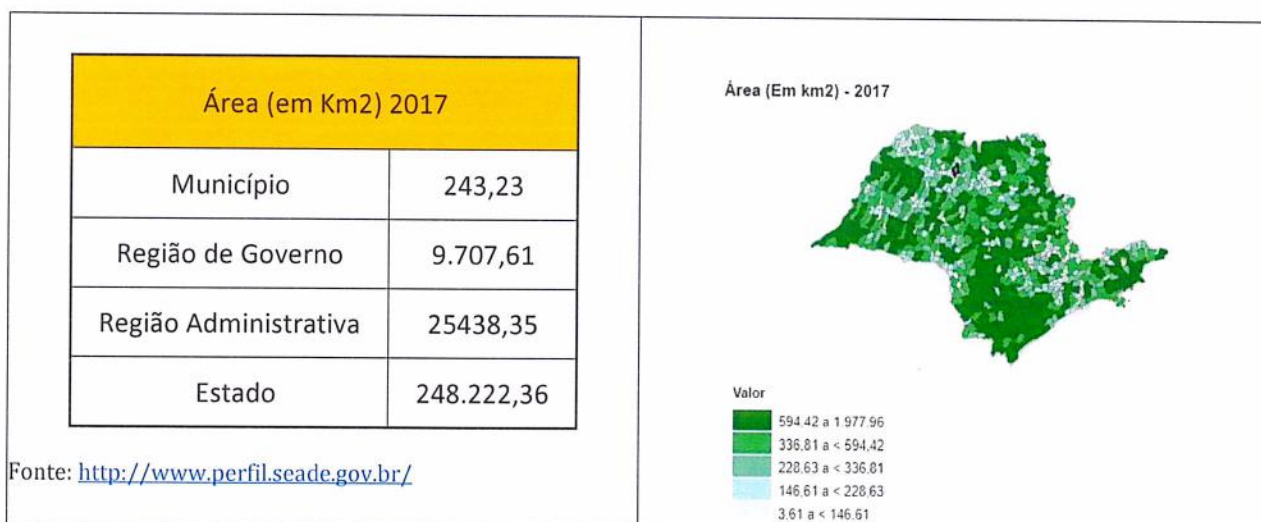 Área (em Km2) 2017
Município 243,23
Região de Governo 9.707,61
Região Administrativa 25438,35
Estado 248.222,36
Fonte: http://www.perfil.seade.gov.br/
Área (Em km2) - 2017
Valor
594,42 a 1.977,96
336,81 a < 594,42
228,63 a < 336,81
146,61 a < 228,63
3,61 a < 146,61